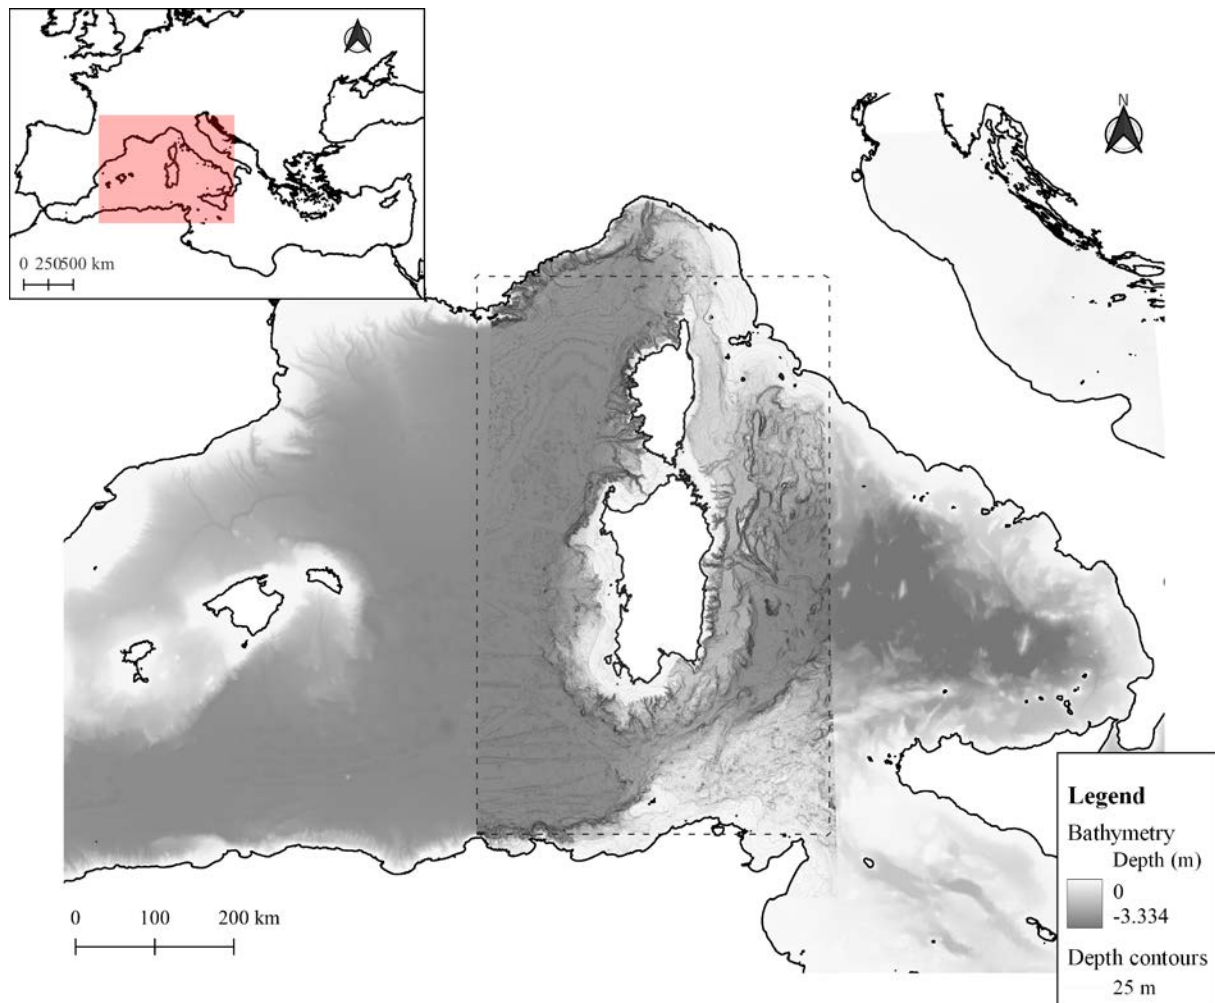 0 250500 km
N
0 100 200 km
Legend
Bathymetry
Depth (m)
0
-3.334
Depth contours
25 m